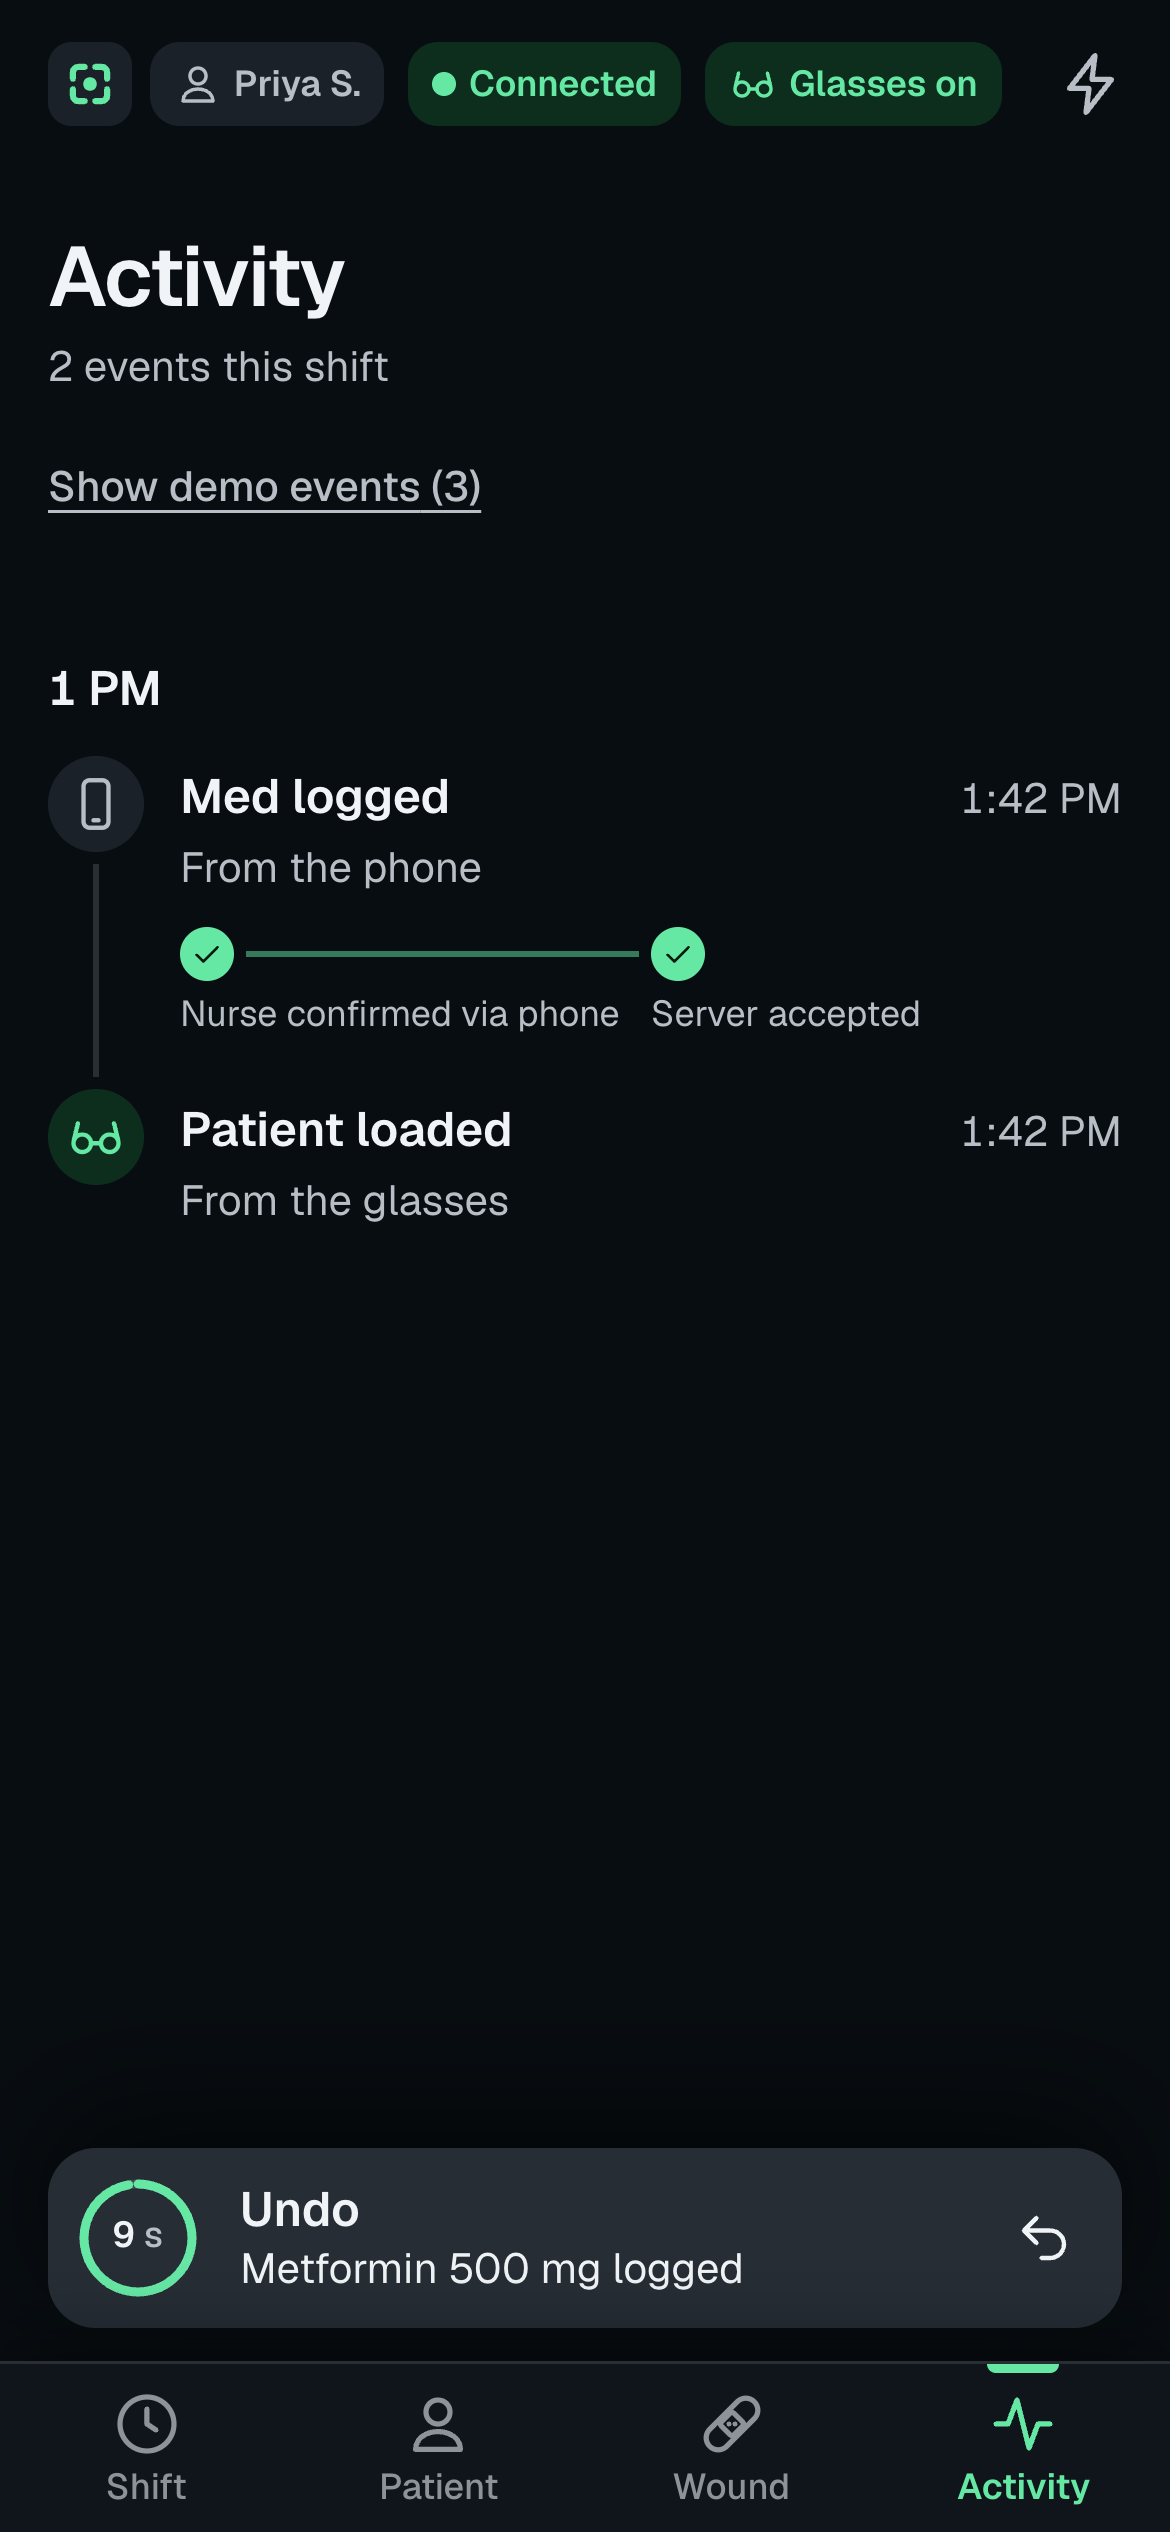 Priya S.
Connected
Glasses on
Activity
2 events this shift
Show demo events (3)
1 PM
Med logged
1:42 PM
From the phone
Nurse confirmed via phone
Server accepted
Patient loaded
1:42 PM
From the glasses
9 s
Undo
Metformin 500 mg logged
Shift
Patient
Wound
Activity